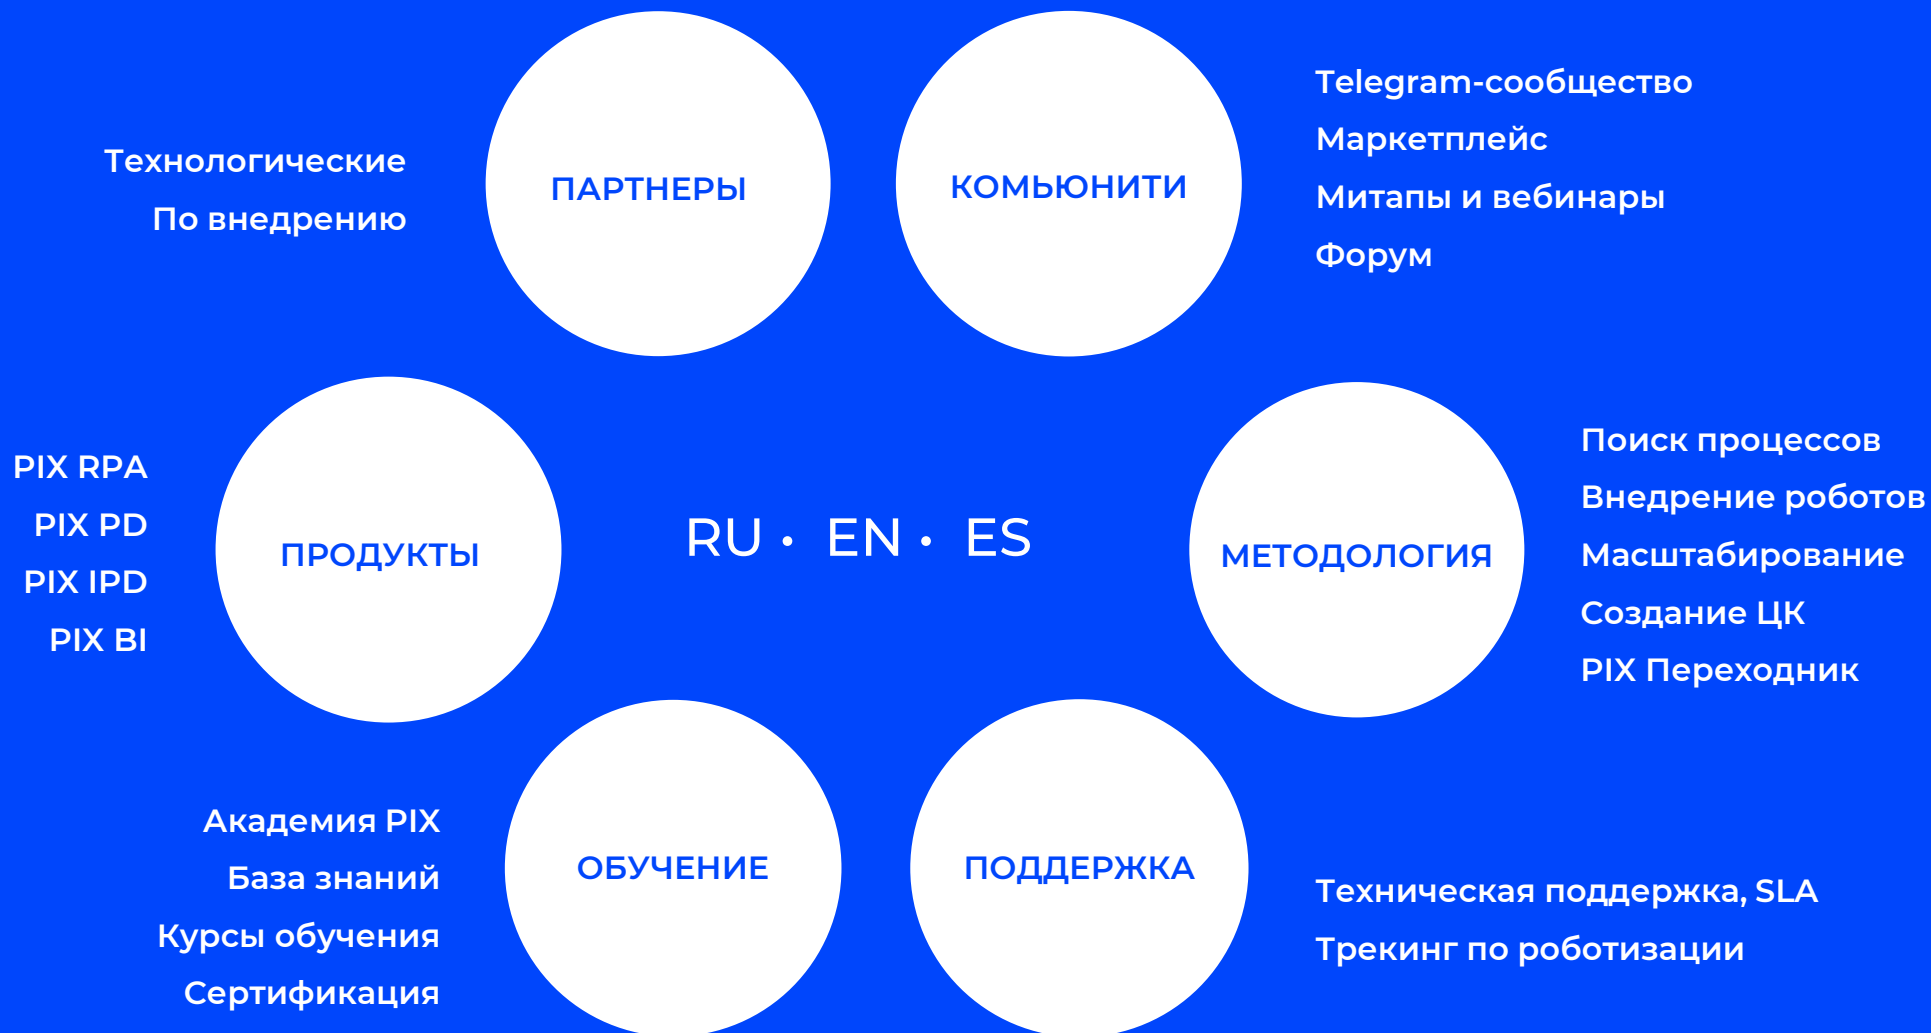 Технологические
По внедрению
ПАРТНЕРЫ
КОМЬЮНИТИ
Telegram-сообщество
Маркетплейс
Митапы и вебинары
Форум
PIX RPA
PIX PD
PIX IPD
PIX BI
ПРОДУКТЫ
RU • EN • ES
МЕТОДОЛОГИЯ
Поиск процессов
Внедрение роботов
Масштабирование
Создание ЦК
PIX Переходник
Академия PIX
База знаний
Курсы обучения
Сертификация
ОБУЧЕНИЕ
ПОДДЕРЖКА
Техническая поддержка, SLA
Трекинг по роботизации